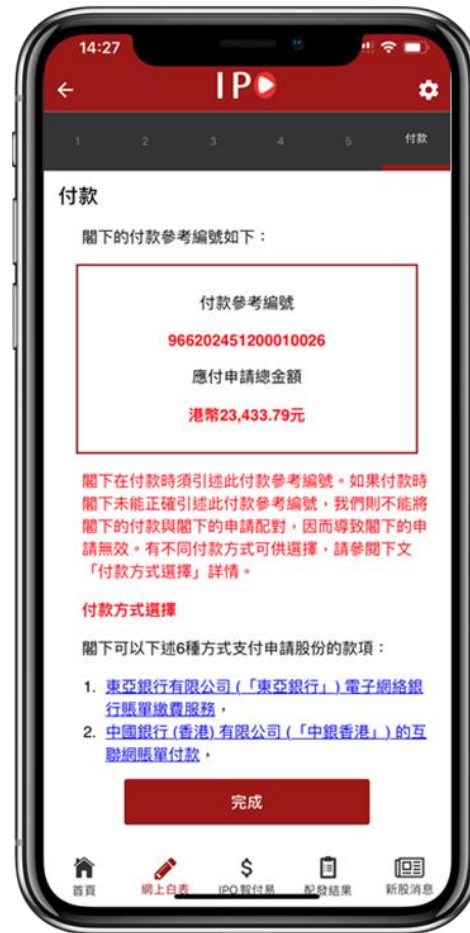 14:27
IPO
1 2 3 4 5 付款
付款
閣下的付款參考編號如下：
付款參考編號
966202451200010026
應付申請總金額
港幣23,433.79元
閣下在付款時須引述此付款參考編號。如果付款時
閣下未能正確引述此付款參考編號，我們則不能將
閣下的付款與閣下的申請配對，因而導致閣下的申
請無效。有不同付款方式可供選擇，請參閱下文
「付款方式選擇」詳情。
付款方式選擇
閣下可以下述6種方式支付申請股份的款項：
1. 東亞銀行有限公司 (「東亞銀行」) 電子網絡銀
行賬單繳費服務，
2. 中國銀行 (香港) 有限公司 (「中銀香港」) 的互
聯網賬單付款，
完成
首頁 網上白表 IPO智付易 配發結果 新股消息